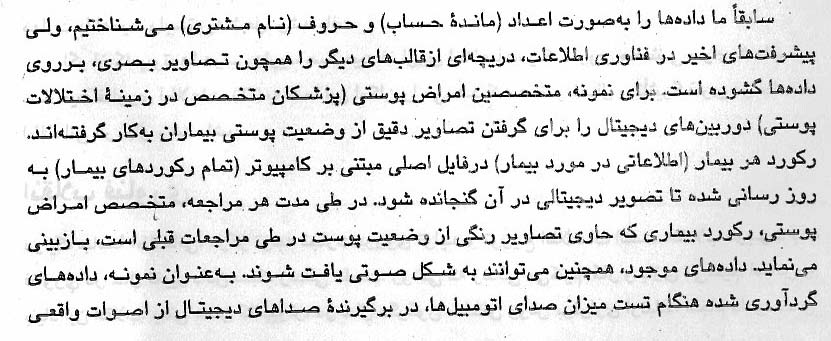 سابقاً ما داده‌ها را به‌صورت اعداد (ماندهٔ حساب) و حروف (نام مشتری) می‌شناختیم، ولی
پیشرفت‌های اخیر در فناوری اطلاعات، دریچه‌ای ازقالب‌های دیگر را همچون تصاویر بصری، برروی
داده‌ها گشوده است. برای نمونه، متخصصین امراض پوستی (پزشکان متخصص در زمینهٔ اختلالات
پوستی) دوربین‌های دیجیتال را برای گرفتن تصاویر دقیق از وضعیت پوستی بیماران به‌کار گرفته‌اند.
رکورد هر بیمار (اطلاعاتی در مورد بیمار) درفایل اصلی مبتنی بر کامپیوتر (تمام رکوردهای بیمار) به
روز رسانی شده تا تصویر دیجیتالی در آن گنجانده شود. در طی مدت هر مراجعه، متخصص امراض
پوستی، رکورد بیماری که حاوی تصاویر رنگی از وضعیت پوست در طی مراجعات قبلی است، بازبینی
می‌نماید. داده‌های موجود، همچنین می‌توانند به شکل صوتی یافت شوند. به‌عنوان نمونه، داده‌های
گردآوری شده هنگام تست میزان صدای اتومبیل‌ها، در برگیرندهٔ صداهای دیجیتال از اصوات واقعی